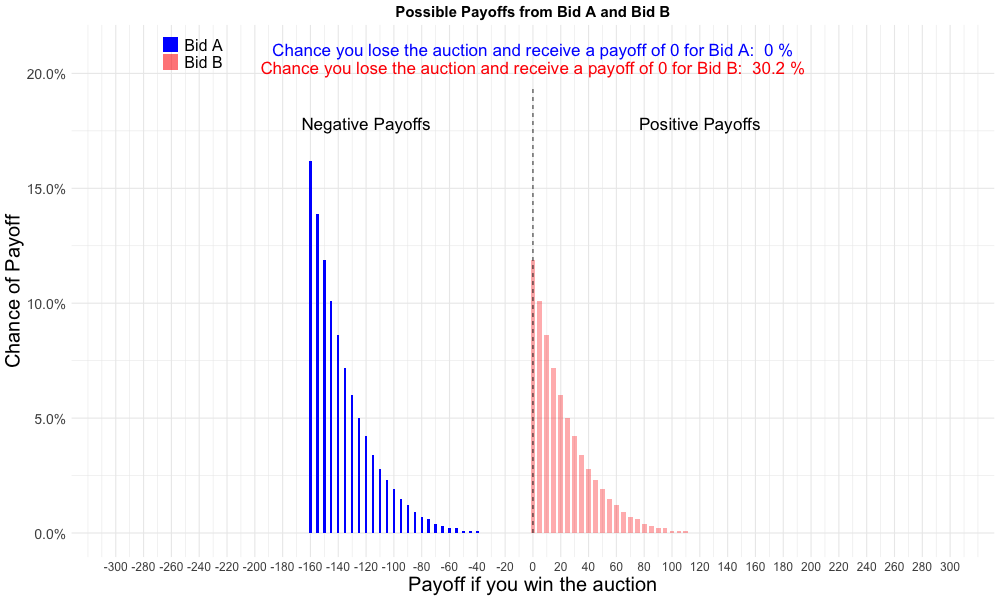 Possible Payoffs from Bid A and Bid B
Bid A
Bid B
Chance you lose the auction and receive a payoff of 0 for Bid A:  0 %
Chance you lose the auction and receive a payoff of 0 for Bid B:  30.2 %
Negative Payoffs
Positive Payoffs
Chance of Payoff
20.0%
15.0%
10.0%
5.0%
0.0%
-300 -280 -260 -240 -220 -200 -180 -160 -140 -120 -100 -80 -60 -40 -20 0 20 40 60 80 100 120 140 160 180 200 220 240 260 280 300
Payoff if you win the auction